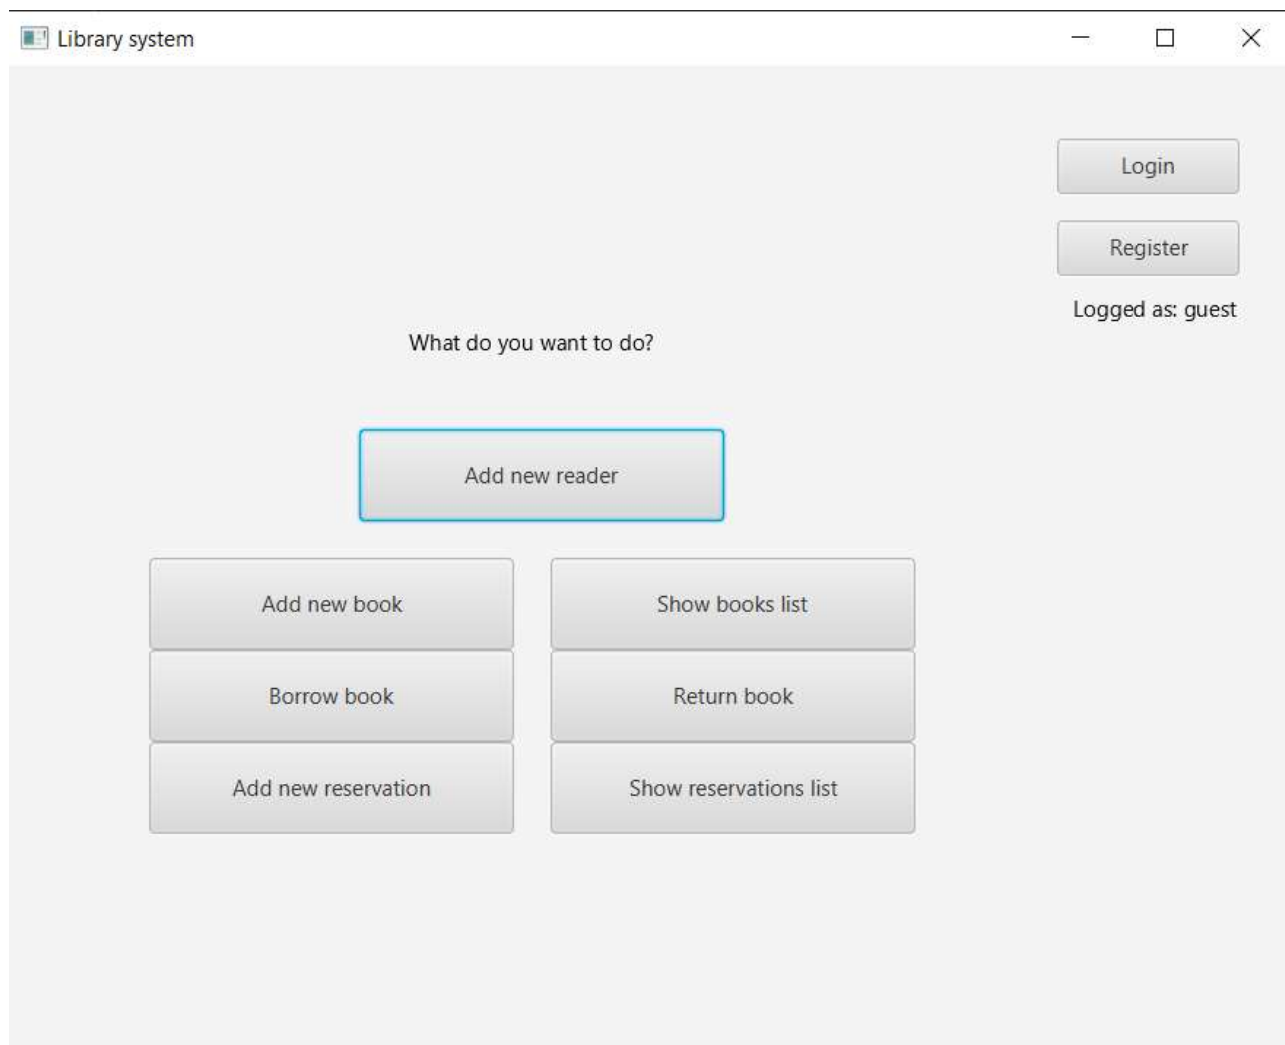 Library system
Login
Register
Logged as: guest
What do you want to do?
Add new reader
Add new book
Show books list
Borrow book
Return book
Add new reservation
Show reservations list